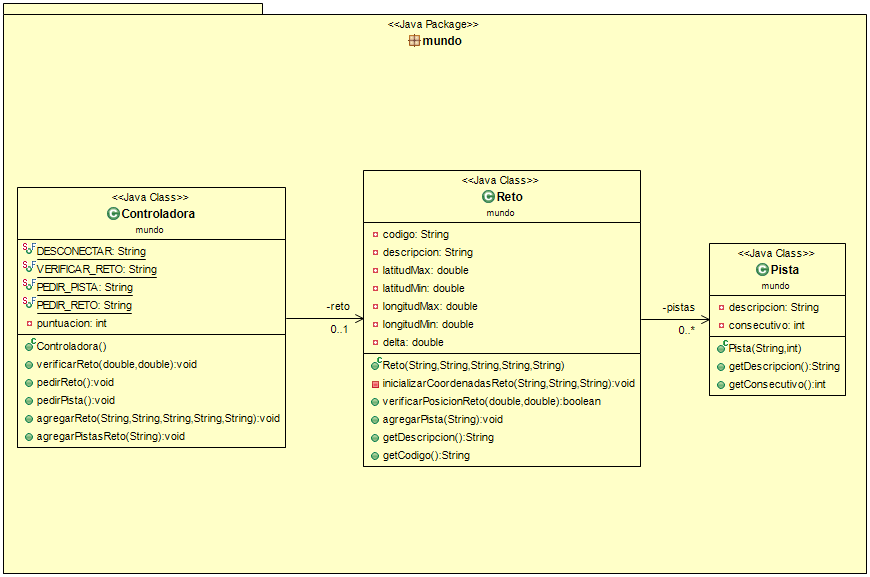 <<Java Package>>
mundo
<<Java Class>>
Controladora
mundo
DESCONECTAR: String
VERIFICAR_RETO: String
PEDIR_PISTA: String
PEDIR_RETO: String
puntuacion: int
Controladora()
verificarReto(double,double):void
pedirReto():void
pedirPista():void
agregarReto(String,String,String,String,String):void
agregarPistasReto(String):void
-reto
0..1
<<Java Class>>
Reto
mundo
codigo: String
descripcion: String
latitudMax: double
latitudMin: double
longitudMax: double
longitudMin: double
delta: double
Reto(String,String,String,String,String)
inicializarCoordenadasReto(String,String,String):void
verificarPosicionReto(double,double):boolean
agregarPista(String):void
getDescripcion():String
getCodigo():String
-pistas
0..*
<<Java Class>>
Pista
mundo
descripcion: String
consecutivo: int
Pista(String,int)
getDescripcion():String
getConsecutivo():int